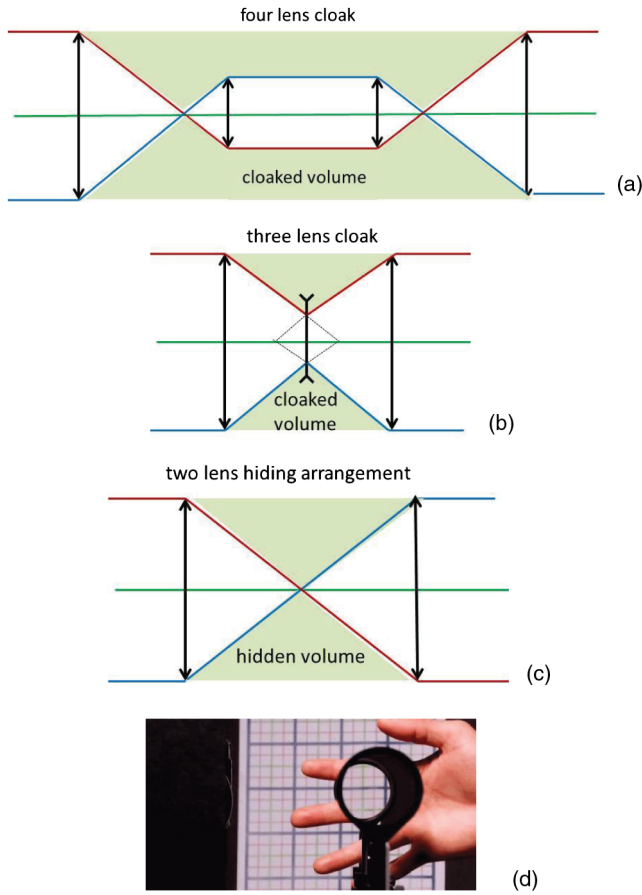 four lens cloak
cloaked volume
(a)
three lens cloak
cloaked
volume
(b)
two lens hiding arrangement
hidden volume
(c)
(d)